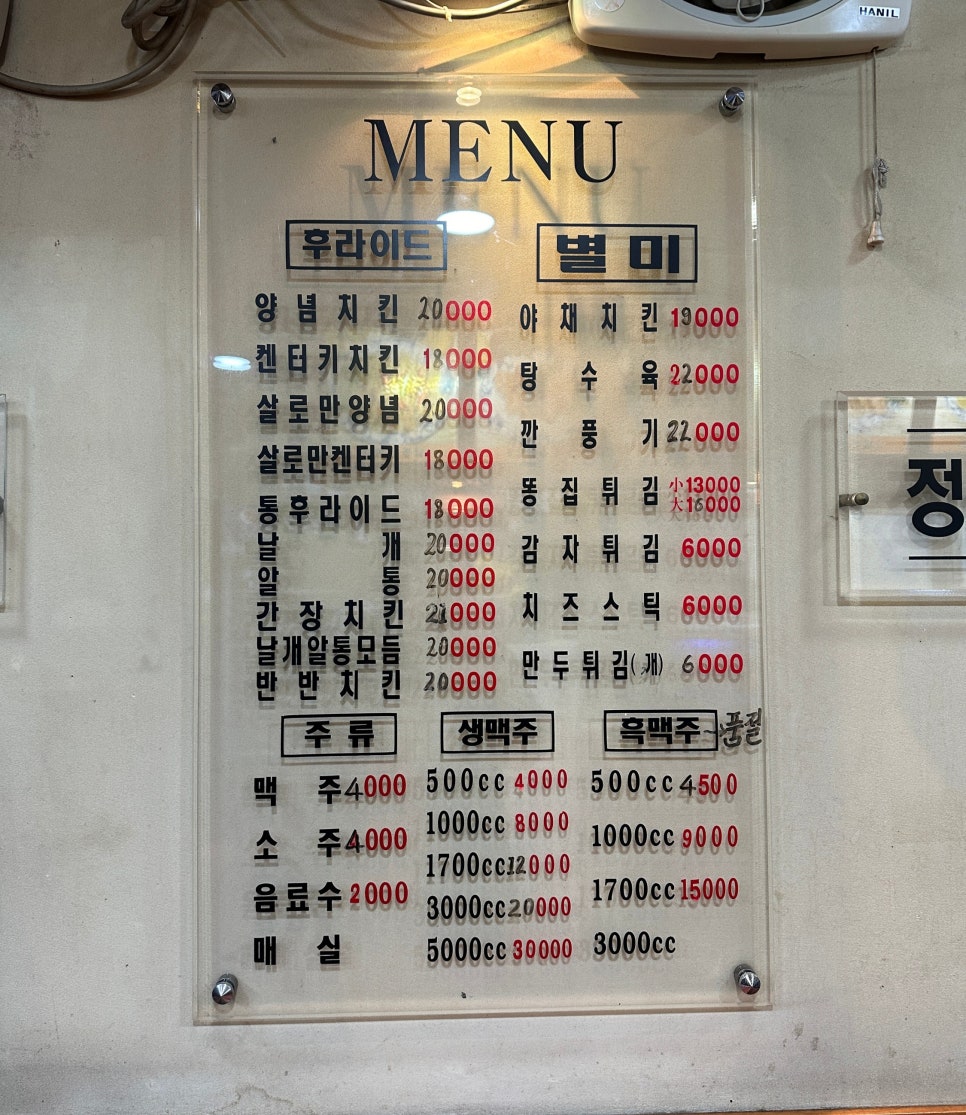 HANIL
MENU
후라이드
양념치킨 20000
켄터키치킨 18000
살로만양념 20000
살로만켄터키 18000
통후라이드 18000
날개 20000
알통 20000
간장치킨 21000
날개알통모듬 20000
반반치킨 20000
별미
야채치킨 19000
탕수육 22000
깐풍기 22000
똥집튀김 小13000
大16000
감자튀김 6000
치즈스틱 6000
만두튀김(개) 6000
주류
맥주 4000
소주 4000
음료수 2000
매실
생맥주
500cc 4000
1000cc 8000
1700cc 12000
3000cc 20000
5000cc 30000
흑맥주 → 품절
500cc 4500
1000cc 9000
1700cc 15000
3000cc
정